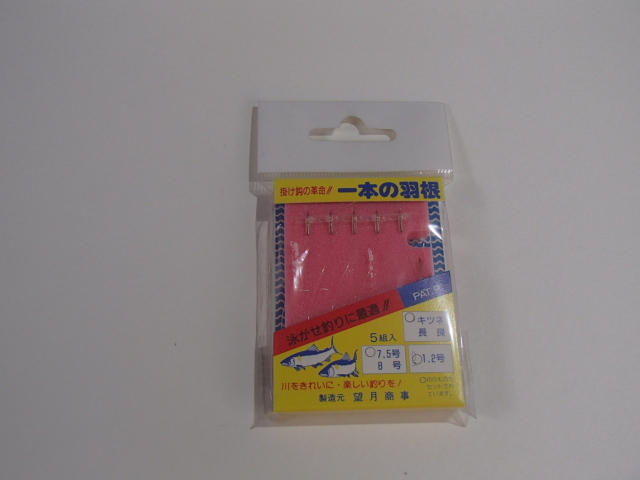 掛け鈎の革命!! 一本の羽根
PAT.P
泳がせ釣りに最適!!
5組入
キツネ
長良
7.5号
8号
1.2号
川をきれいに・楽しい釣りを!
製造元 望月商事